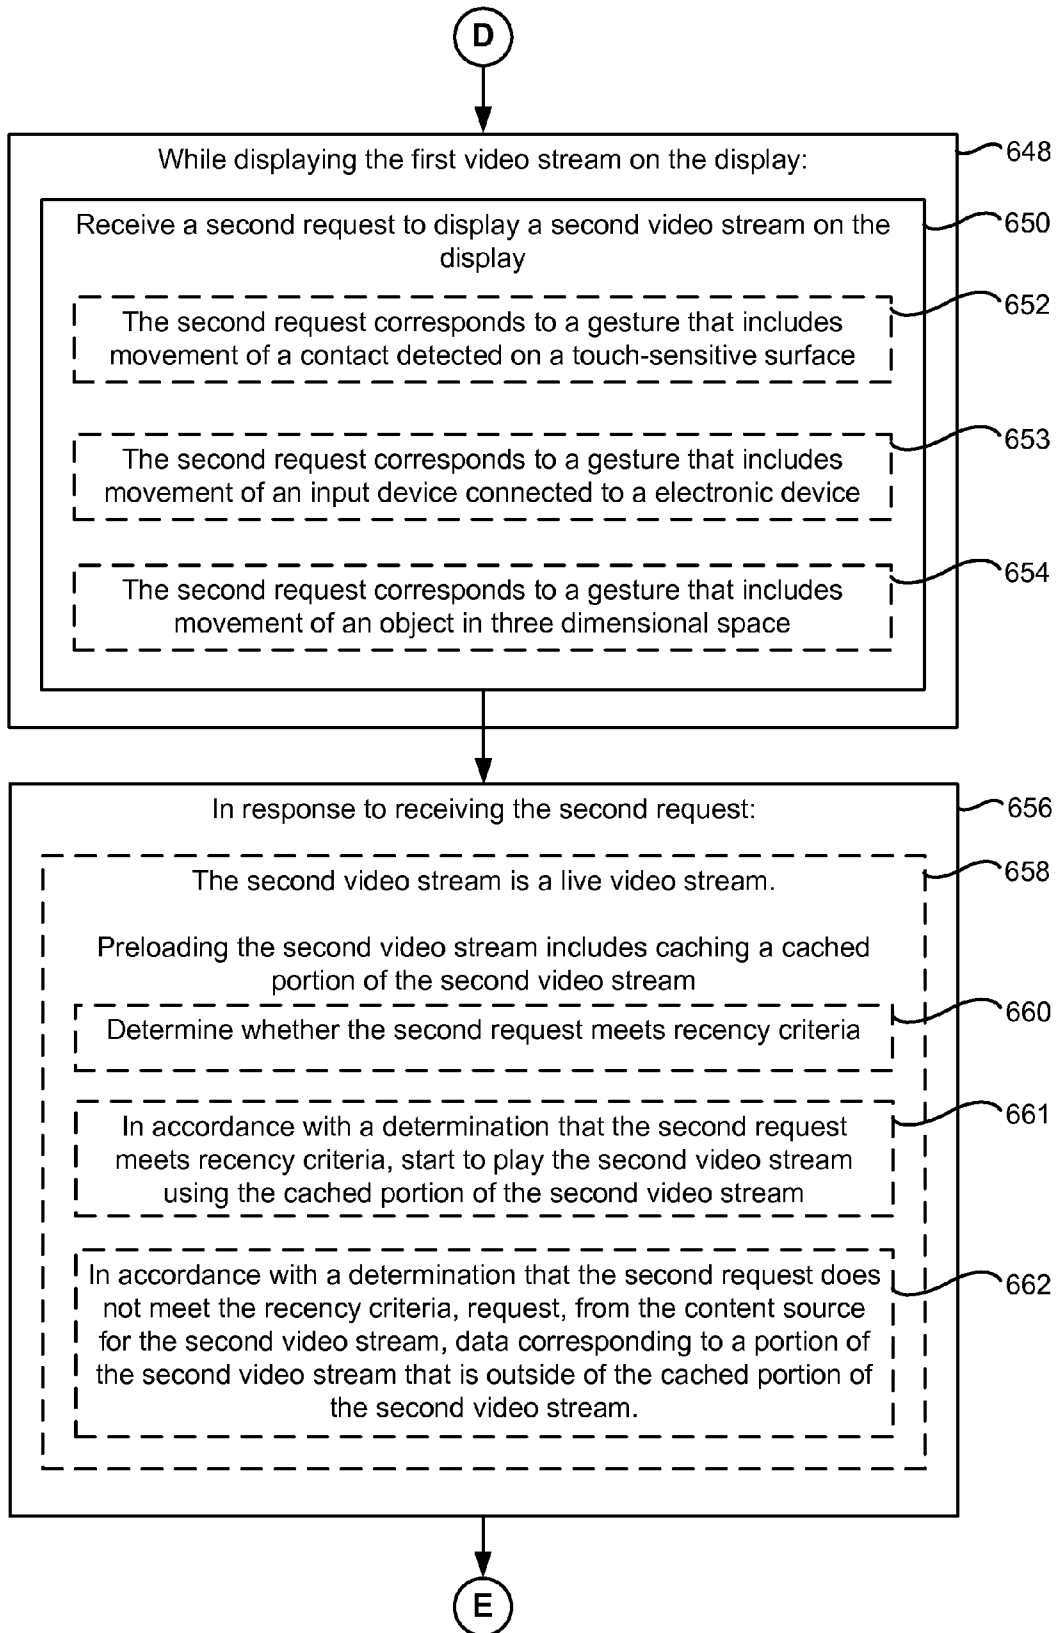 D
While displaying the first video stream on the display:
648
Receive a second request to display a second video stream on the
display
650
The second request corresponds to a gesture that includes
movement of a contact detected on a touch-sensitive surface
652
The second request corresponds to a gesture that includes
movement of an input device connected to a electronic device
653
The second request corresponds to a gesture that includes
movement of an object in three dimensional space
654
In response to receiving the second request:
656
The second video stream is a live video stream.
658
Preloading the second video stream includes caching a cached
portion of the second video stream
Determine whether the second request meets recency criteria
660
In accordance with a determination that the second request
meets recency criteria, start to play the second video stream
using the cached portion of the second video stream
661
In accordance with a determination that the second request does
not meet the recency criteria, request, from the content source
for the second video stream, data corresponding to a portion of
the second video stream that is outside of the cached portion of
the second video stream.
662
E